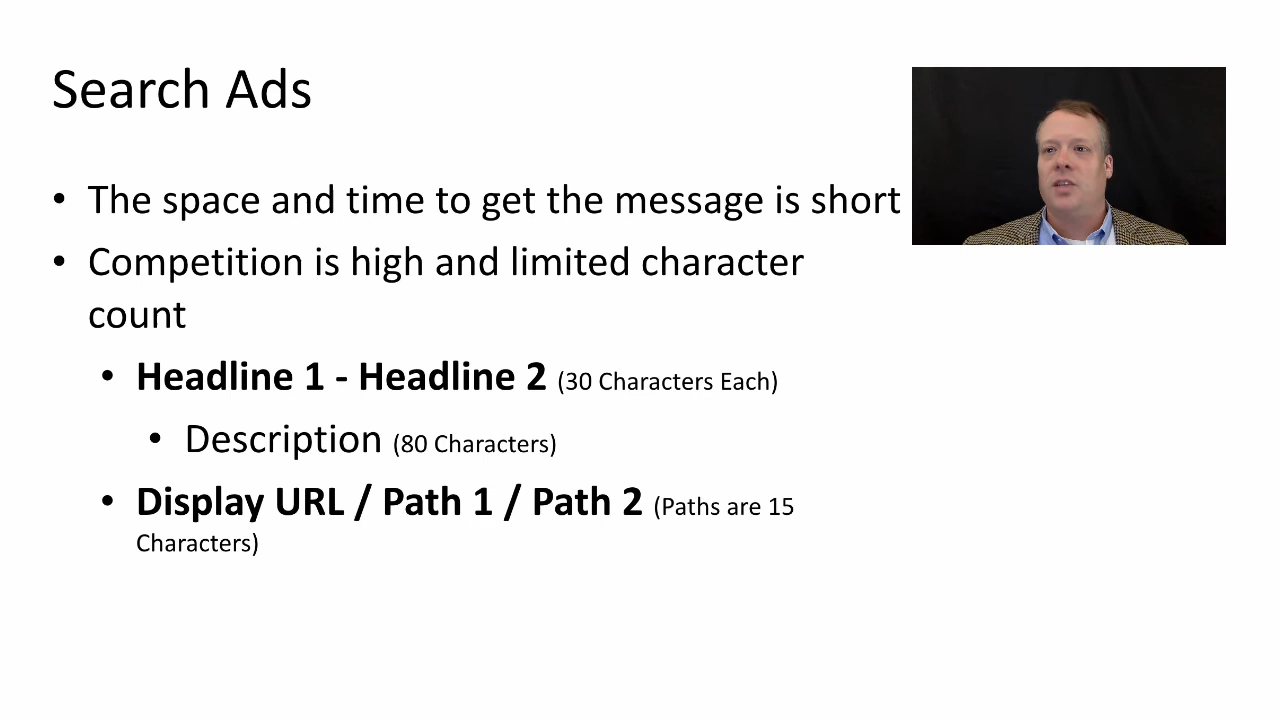 Search Ads
• The space and time to get the message is short
• Competition is high and limited character
count
• Headline 1 - Headline 2 (30 Characters Each)
• Description (80 Characters)
• Display URL / Path 1 / Path 2 (Paths are 15
Characters)